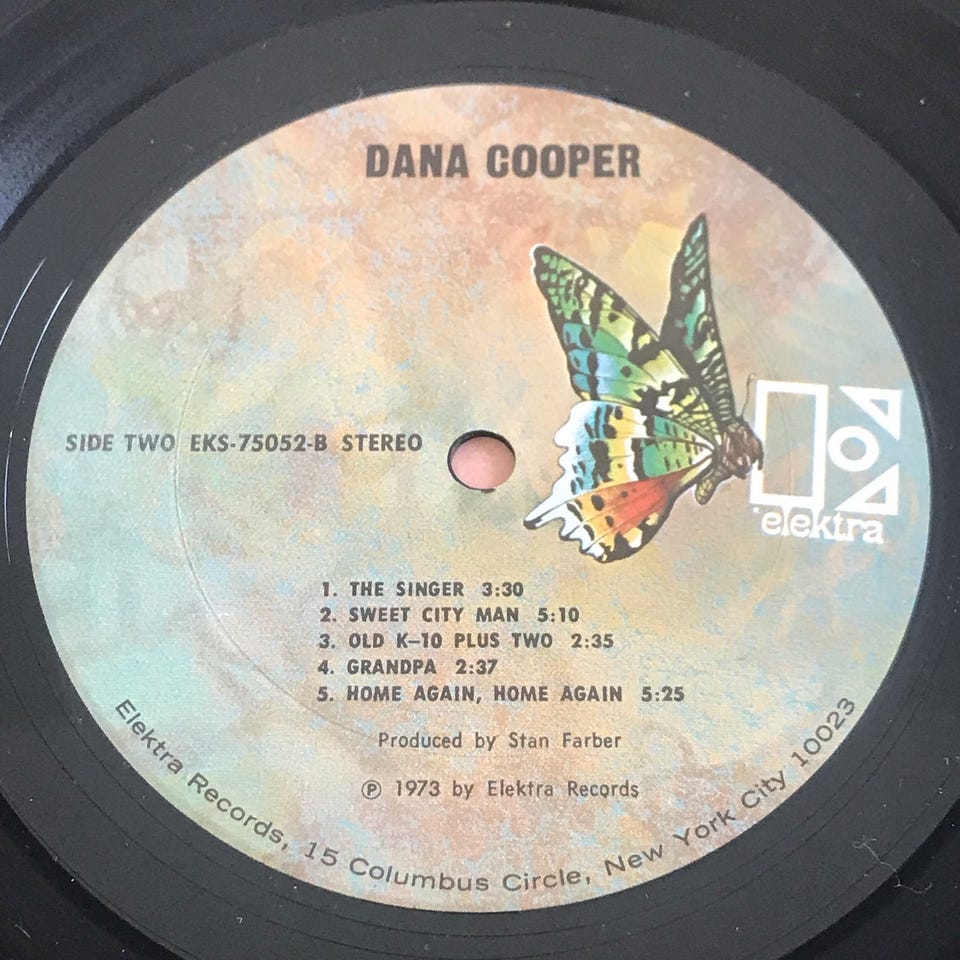 DANA COOPER
elektra
SIDE TWO EKS-75052-B STEREO
1. THE SINGER 3:30
2. SWEET CITY MAN 5:10
3. OLD K-10 PLUS TWO 2:35
4. GRANDPA 2:37
5. HOME AGAIN, HOME AGAIN 5:25
Produced by Stan Farber
℗ 1973 by Elektra Records
Elektra Records, 15 Columbus Circle, New York City 10023